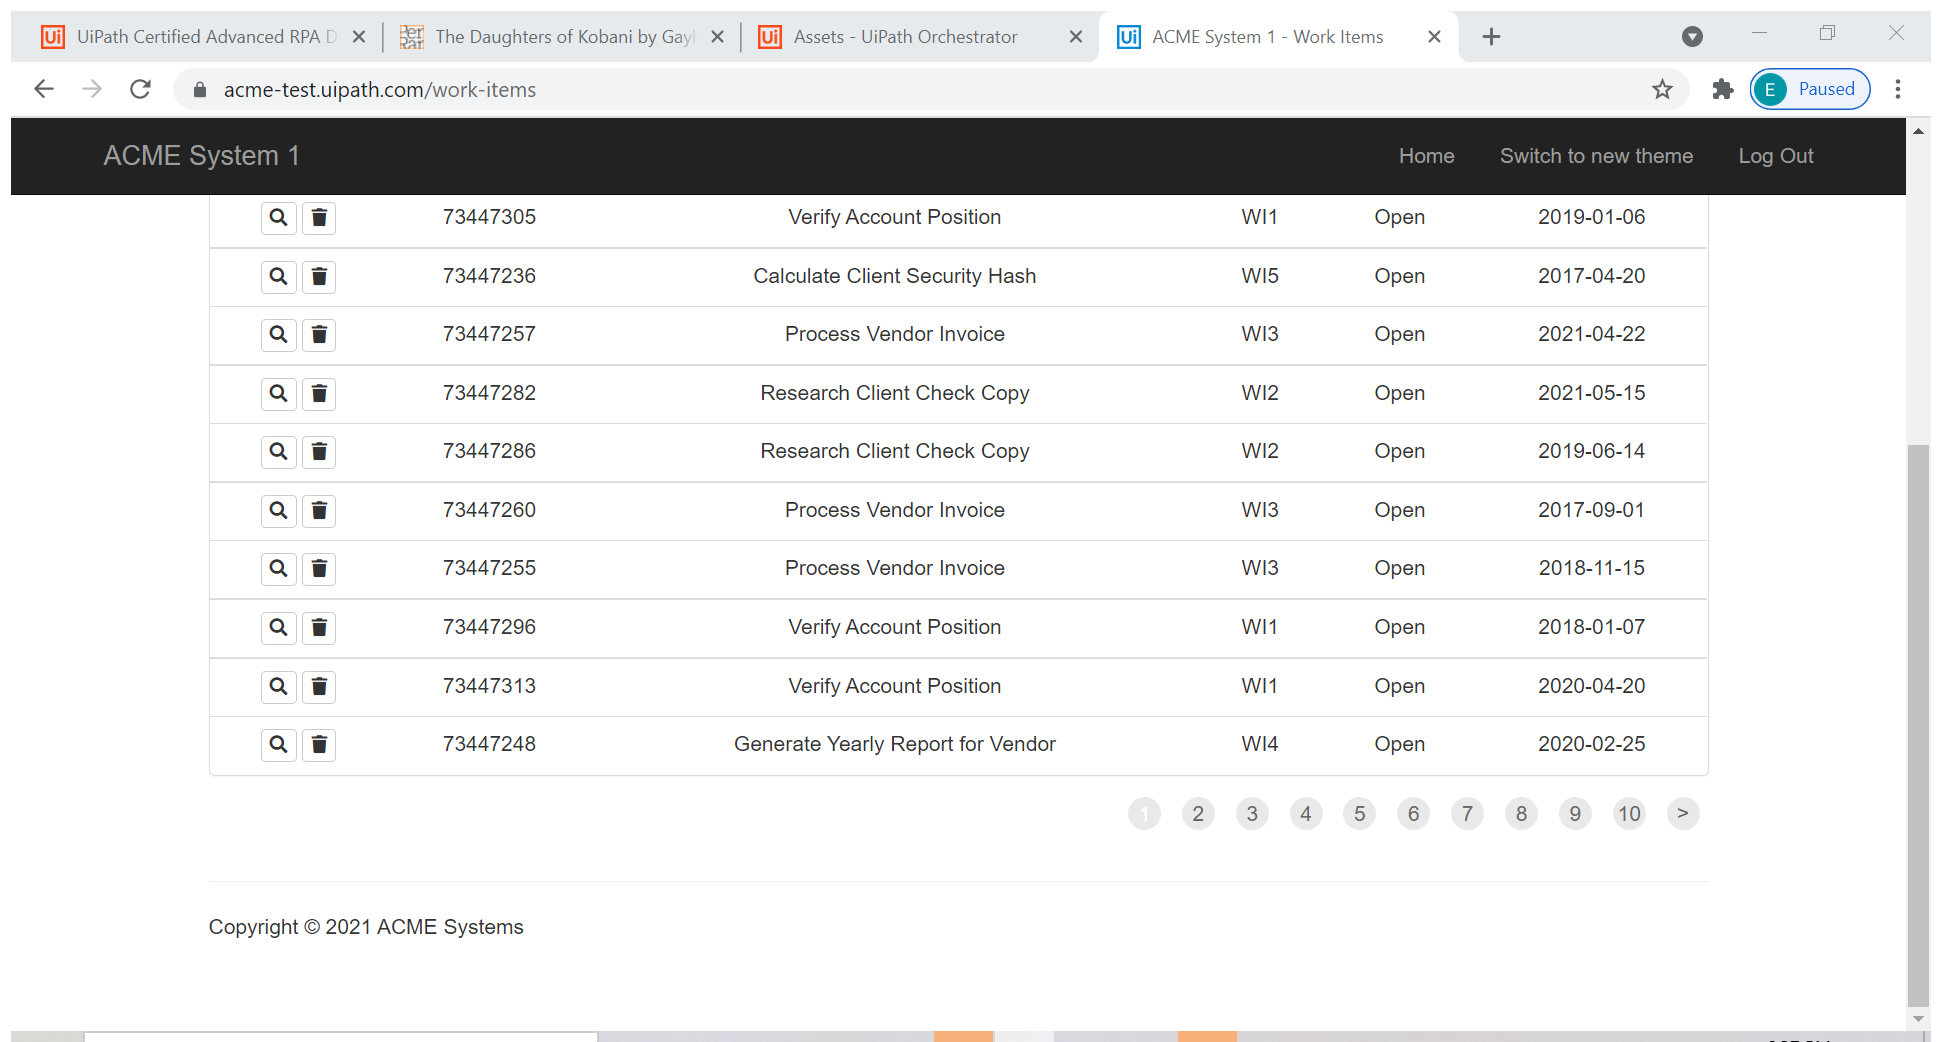 UiPath Certified Advanced RPA D The Daughters of Kobani by Gayl Assets - UiPath Orchestrator ACME System 1 - Work Items
acme-test.uipath.com/work-items E Paused
ACME System 1 Home Switch to new theme Log Out
73447305 Verify Account Position WI1 Open 2019-01-06
73447236 Calculate Client Security Hash WI5 Open 2017-04-20
73447257 Process Vendor Invoice WI3 Open 2021-04-22
73447282 Research Client Check Copy WI2 Open 2021-05-15
73447286 Research Client Check Copy WI2 Open 2019-06-14
73447260 Process Vendor Invoice WI3 Open 2017-09-01
73447255 Process Vendor Invoice WI3 Open 2018-11-15
73447296 Verify Account Position WI1 Open 2018-01-07
73447313 Verify Account Position WI1 Open 2020-04-20
73447248 Generate Yearly Report for Vendor WI4 Open 2020-02-25
1 2 3 4 5 6 7 8 9 10 >
Copyright © 2021 ACME Systems